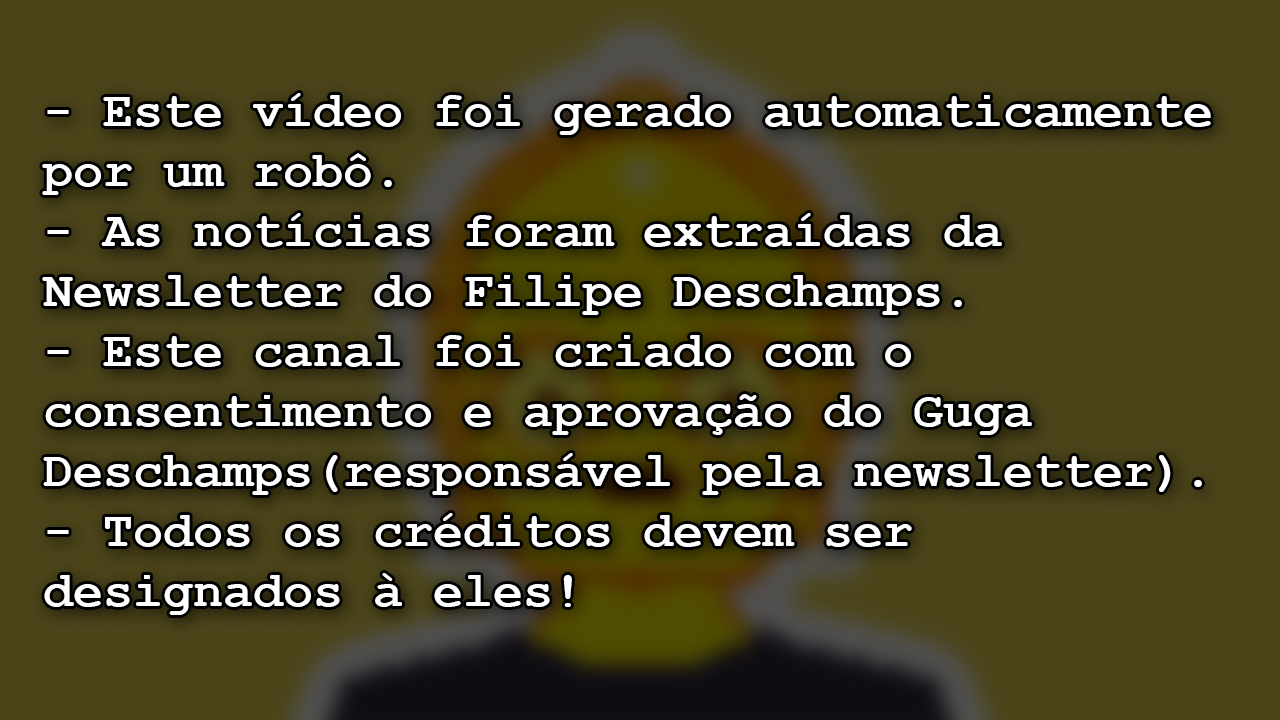 - Este vídeo foi gerado automaticamente
por um robô.
- As notícias foram extraídas da
Newsletter do Filipe Deschamps.
- Este canal foi criado com o
consentimento e aprovação do Guga
Deschamps(responsável pela newsletter).
- Todos os créditos devem ser
designados à eles!